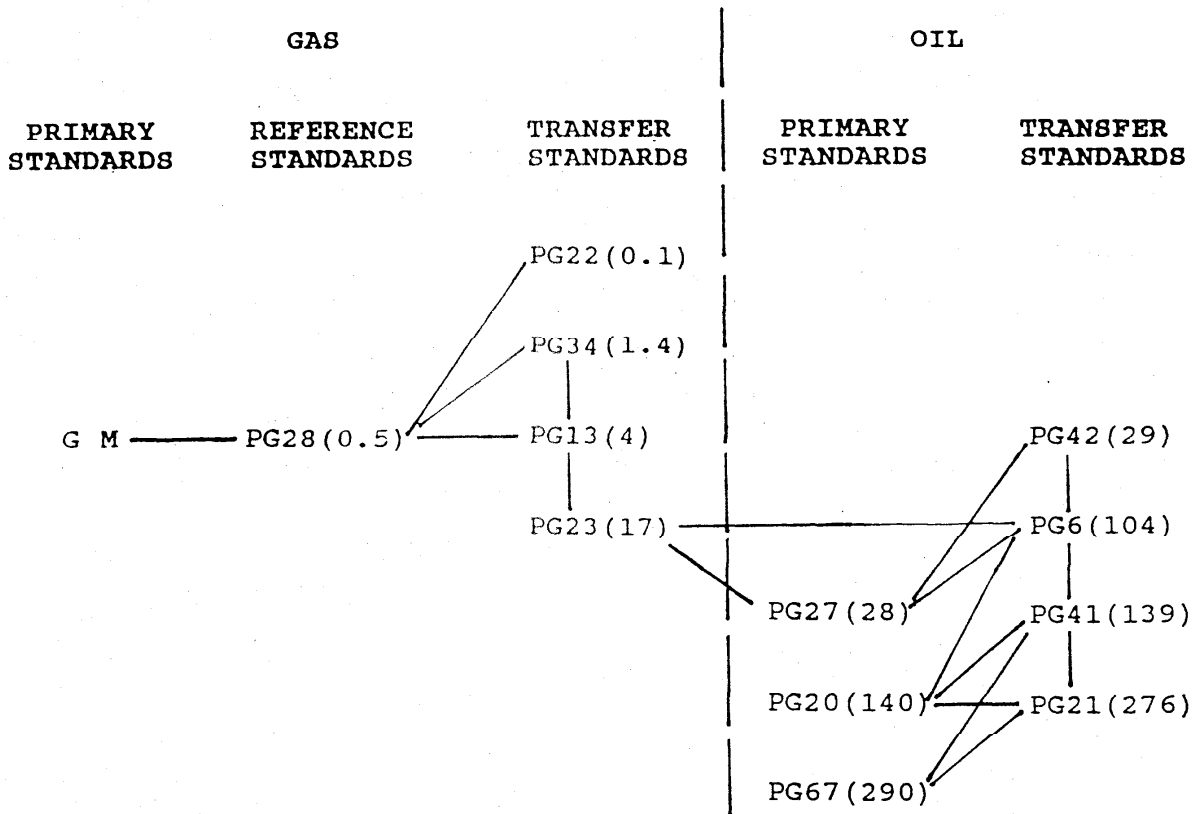 GAS OIL
PRIMARY STANDARDS REFERENCE STANDARDS TRANSFER STANDARDS PRIMARY STANDARDS TRANSFER STANDARDS
PG22(0.1)
PG34(1.4)
G M PG28(0.5) PG13(4) PG42(29)
PG23(17) PG6(104)
PG27(28) PG41(139)
PG20(140) PG21(276)
PG67(290)